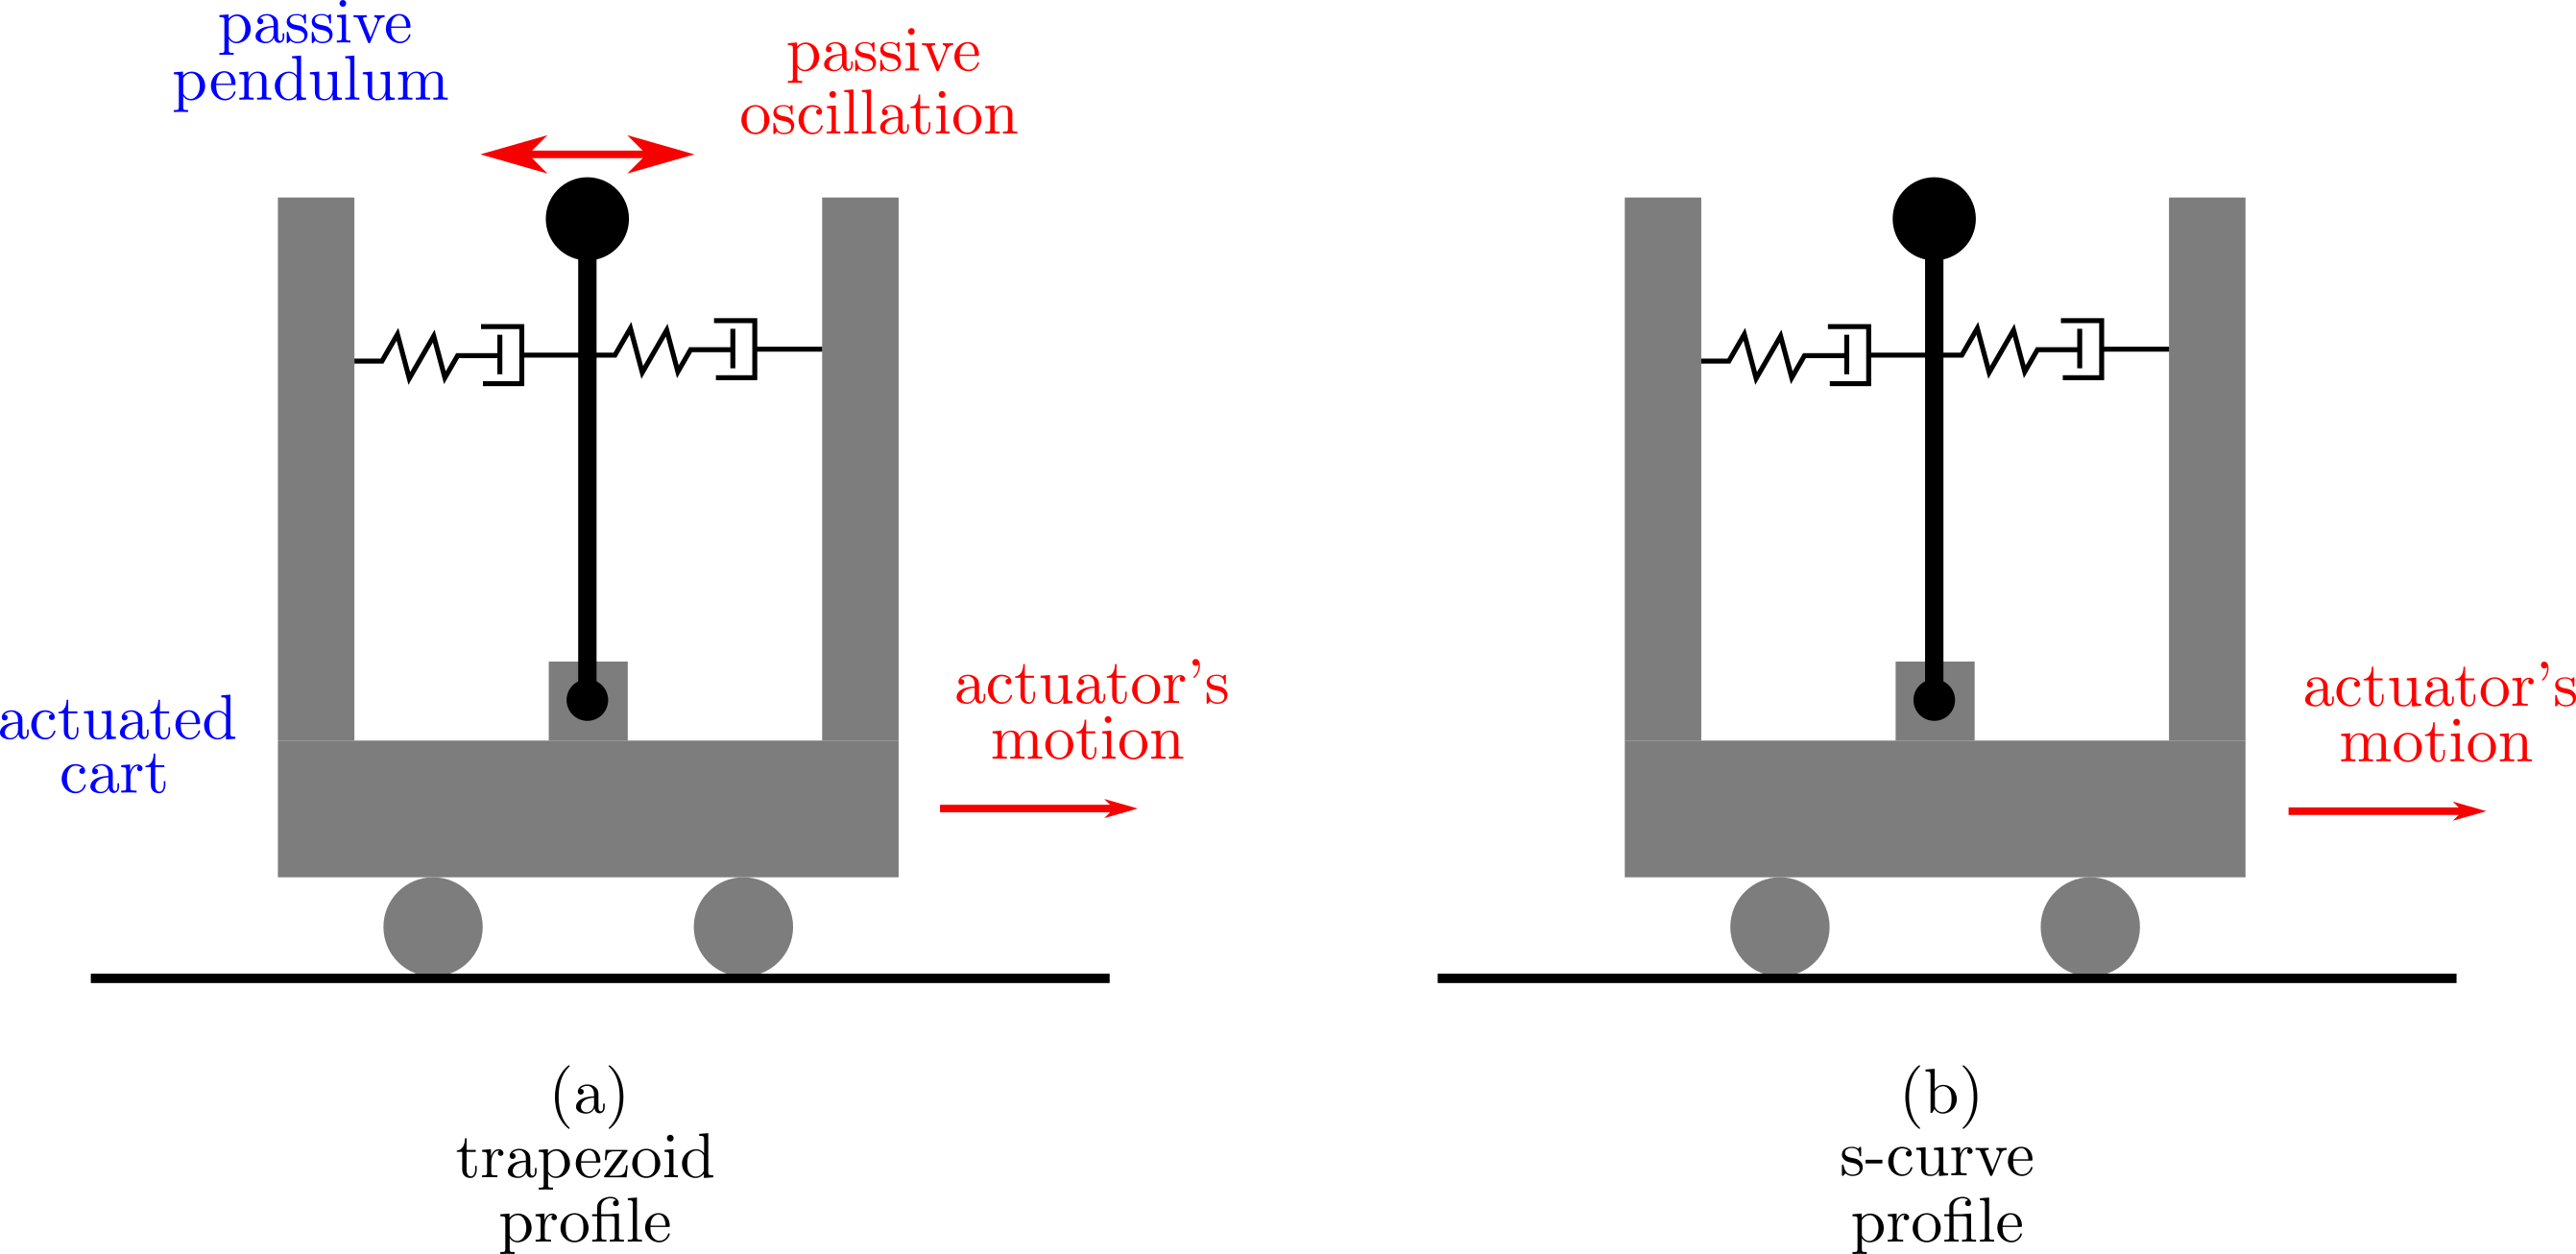 passive
pendulum
passive
oscillation
actuated
cart
actuator's
motion
(a)
trapezoid
profile
actuator's
motion
(b)
s-curve
profile